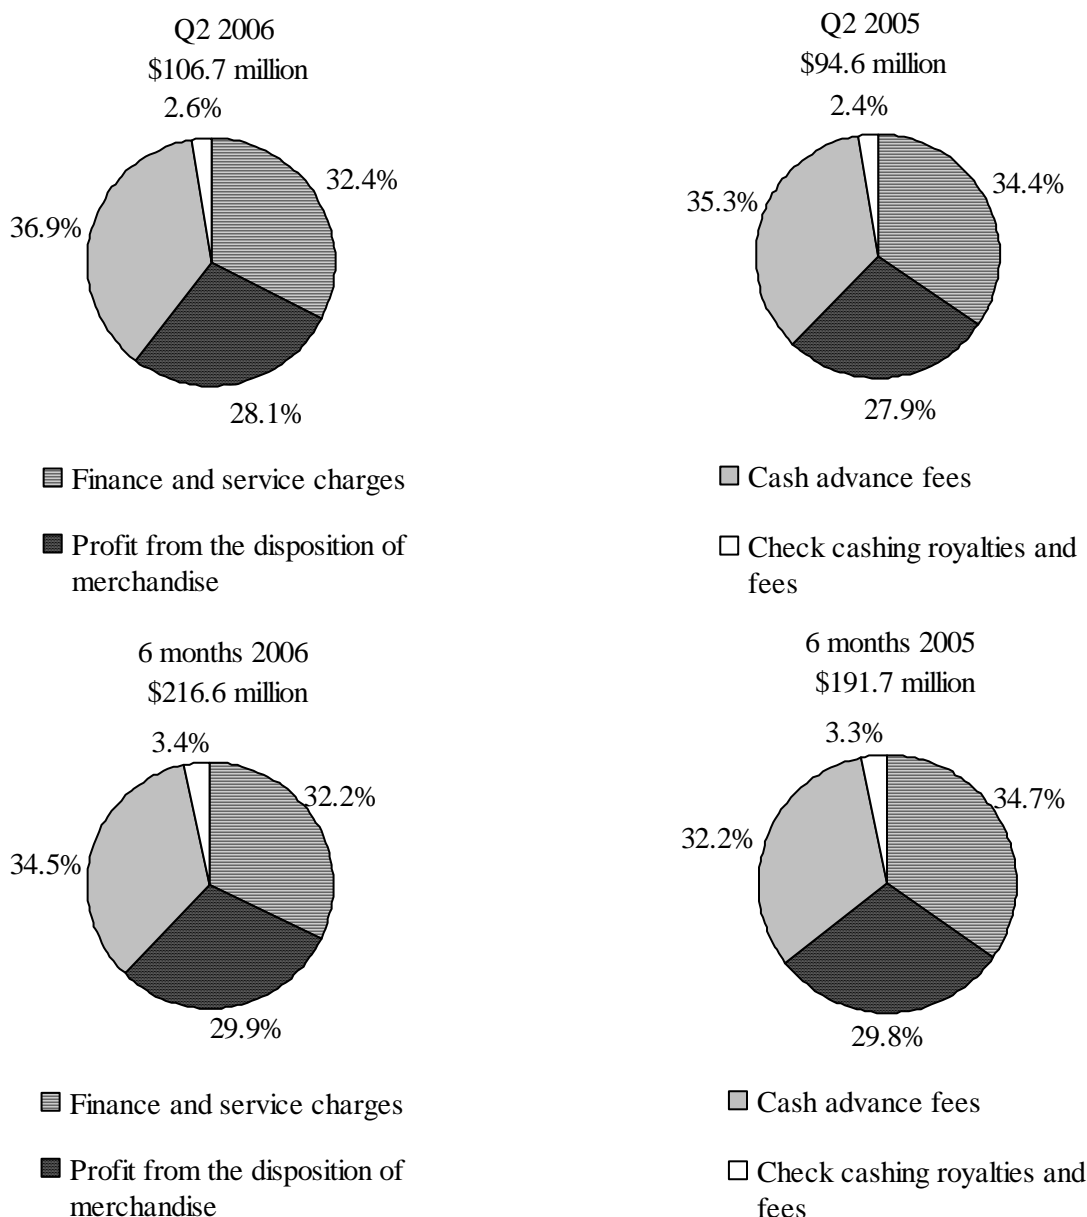 Q2 2006
$106.7 million
2.6%
32.4%
36.9%
28.1%
Q2 2005
$94.6 million
2.4%
34.4%
35.3%
27.9%
Finance and service charges
Profit from the disposition of
merchandise
Cash advance fees
Check cashing royalties and
fees
6 months 2006
$216.6 million
3.4%
32.2%
34.5%
29.9%
6 months 2005
$191.7 million
3.3%
34.7%
32.2%
29.8%
Finance and service charges
Profit from the disposition of
merchandise
Cash advance fees
Check cashing royalties and
fees